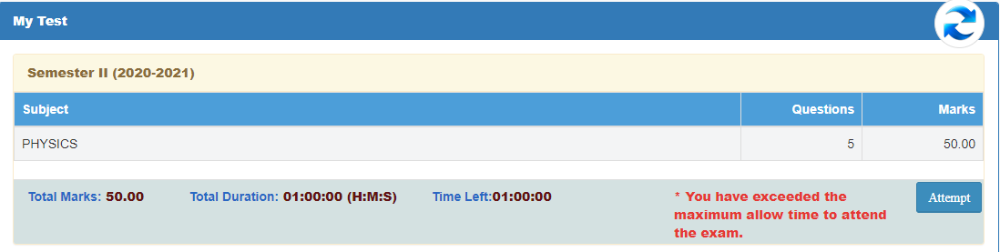 My Test
Semester II (2020-2021)
Subject Questions Marks
PHYSICS 5 50.00
Total Marks: 50.00 Total Duration: 01:00:00 (H:M:S) Time Left:01:00:00
* You have exceeded the
maximum allow time to attend
the exam.
Attempt